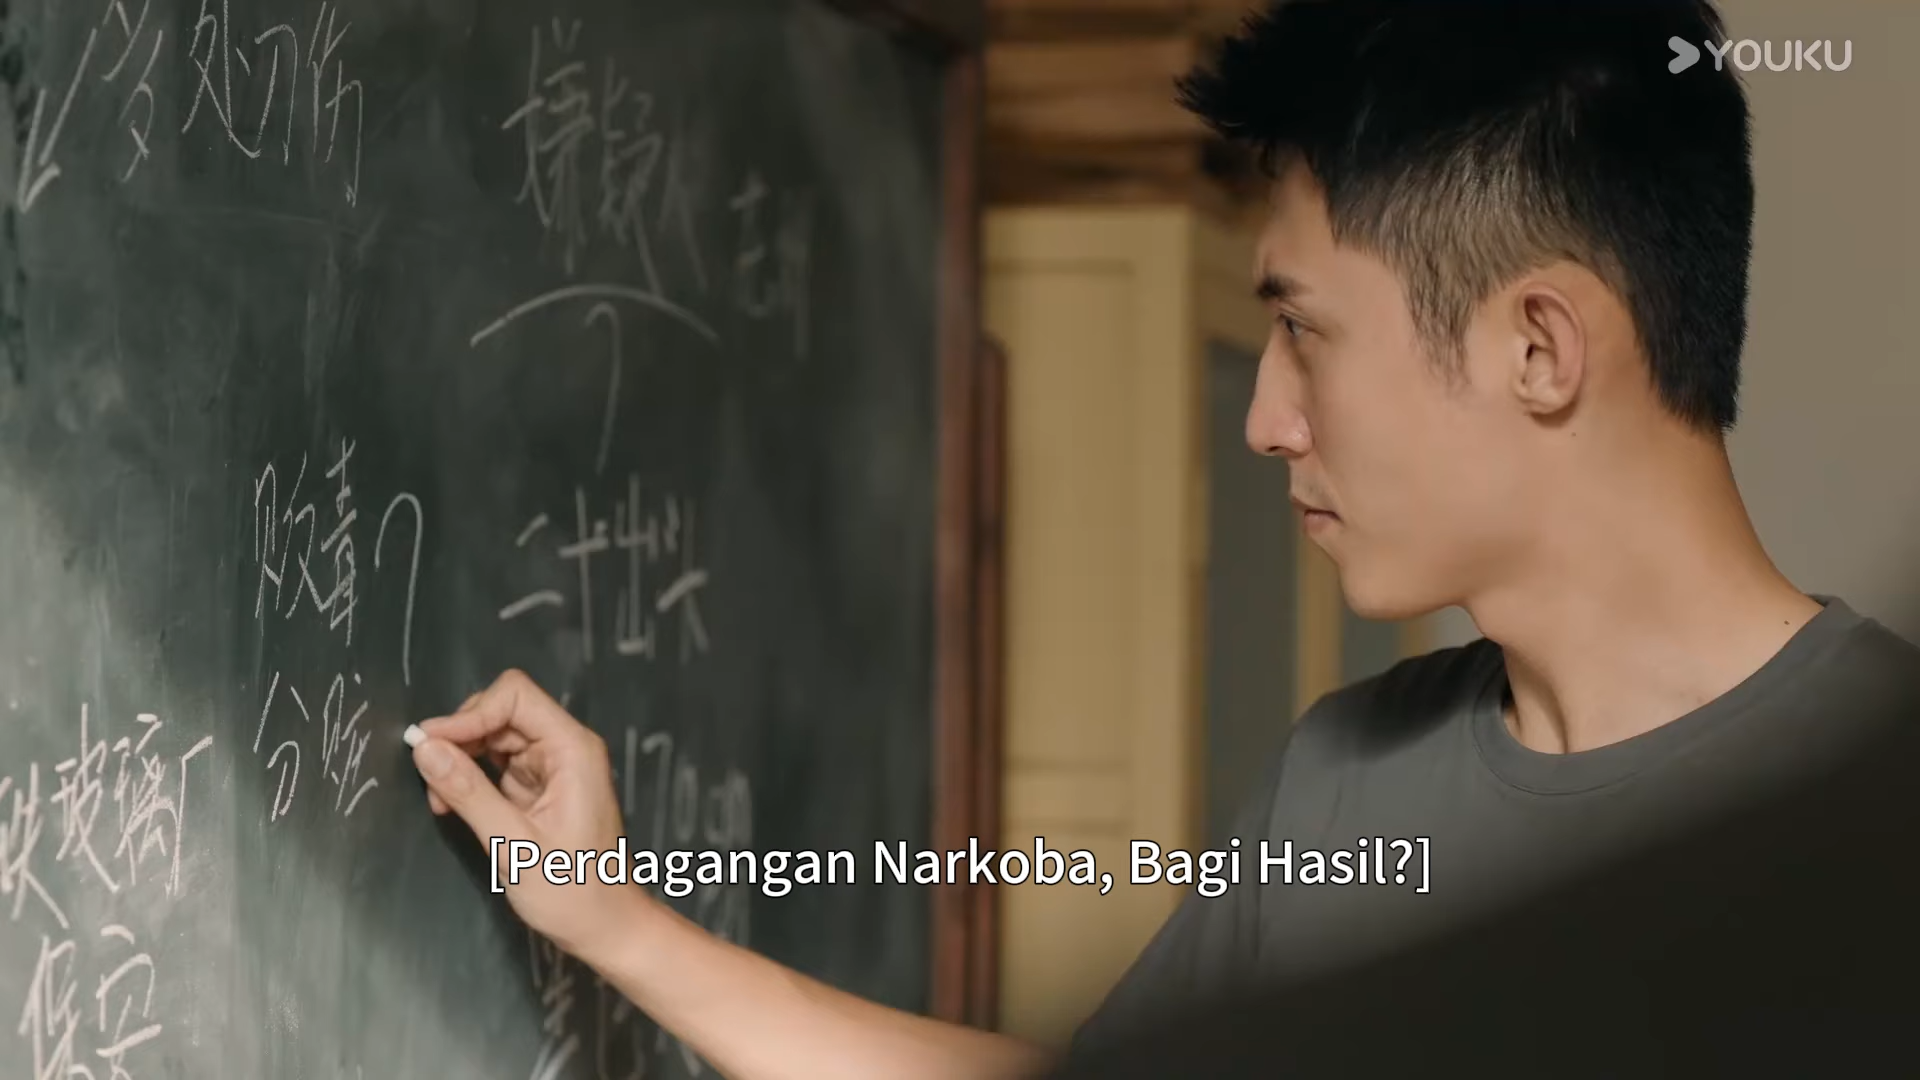 YOUKU
多处刀伤
嫌疑人
二十出头
贩毒?
分赃
玻璃厂
170cm
[Perdagangan Narkoba, Bagi Hasil?]
保安